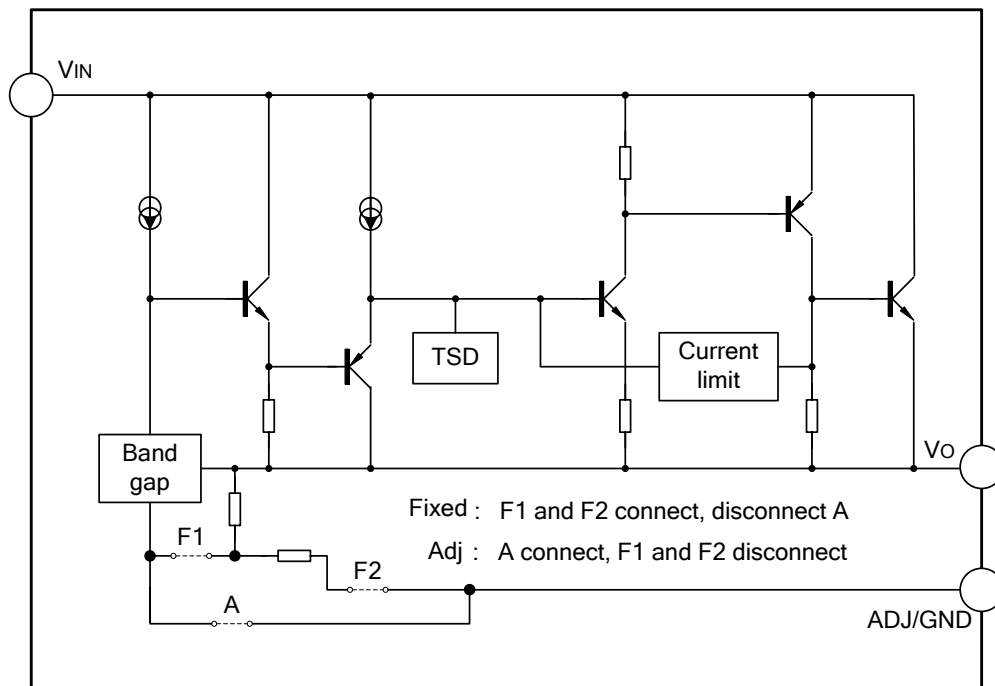 VIN
TSD
Current
limit
Band
gap
VO
Fixed : F1 and F2 connect, disconnect A
F1
Adj : A connect, F1 and F2 disconnect
F2
A
ADJ/GND